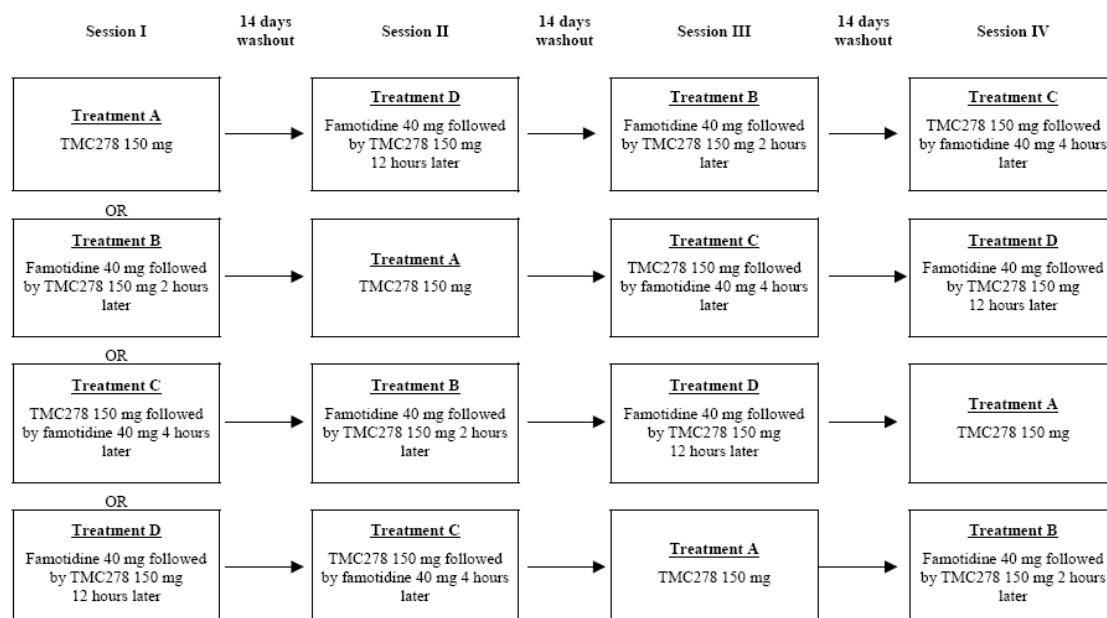 Session I
14 days
washout
Session II
14 days
washout
Session III
14 days
washout
Session IV
Treatment A
TMC278 150 mg
Treatment D
Famotidine 40 mg followed
by TMC278 150 mg
12 hours later
Treatment B
Famotidine 40 mg followed
by TMC278 150 mg 2 hours
later
Treatment C
TMC278 150 mg followed
by famotidine 40 mg 4 hours
later
OR
Treatment B
Famotidine 40 mg followed
by TMC278 150 mg 2 hours
later
Treatment A
TMC278 150 mg
Treatment C
TMC278 150 mg followed
by famotidine 40 mg 4 hours
later
Treatment D
Famotidine 40 mg followed
by TMC278 150 mg
12 hours later
OR
Treatment C
TMC278 150 mg followed
by famotidine 40 mg 4 hours
later
Treatment B
Famotidine 40 mg followed
by TMC278 150 mg 2 hours
later
Treatment D
Famotidine 40 mg followed
by TMC278 150 mg
12 hours later
Treatment A
TMC278 150 mg
OR
Treatment D
Famotidine 40 mg followed
by TMC278 150 mg
12 hours later
Treatment C
TMC278 150 mg followed
by famotidine 40 mg 4 hours
later
Treatment A
TMC278 150 mg
Treatment B
Famotidine 40 mg followed
by TMC278 150 mg 2 hours
later